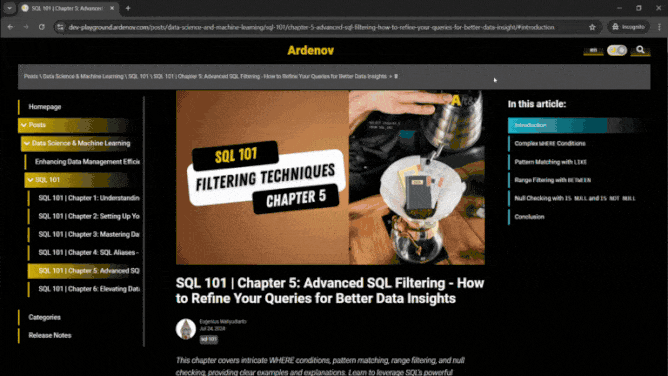 SQL 101 | Chapter 5: Advanced
dev-playground.ardenov.com/posts/data-science-and-machine-learning/sql-101/chapter-5-advanced-sql-filtering-how-to-refine-your-queries-for-better-data-insight/#introduction
Incognito
Ardenov
en
Posts \ Data Science & Machine Learning \ SQL 101 \ SQL 101 | Chapter 5: Advanced SQL Filtering - How to Refine Your Queries for Better Data Insights
Homepage
Posts
Data Science & Machine Learning
Enhancing Data Management Efficie
SQL 101
SQL 101 | Chapter 1: Understandin
SQL 101 | Chapter 2: Setting Up Yo
SQL 101 | Chapter 3: Mastering Da
SQL 101 | Chapter 4: SQL Aliases -
SQL 101 | Chapter 5: Advanced SQ
SQL 101 | Chapter 6: Elevating Data
Categories
Release Notes
SQL 101
FILTERING TECHNIQUES
CHAPTER 5
SQL 101 | Chapter 5: Advanced SQL Filtering - How
to Refine Your Queries for Better Data Insights
Eugenius Wahyudiarto
Jul 24, 2024
sql-101
This chapter covers intricate WHERE conditions, pattern matching, range filtering, and null
checking, providing clear examples and explanations. Learn to leverage SQL's powerful
In this article:
Introduction
Complex WHERE Conditions
Pattern Matching with LIKE
Range Filtering with BETWEEN
Null Checking with IS NULL and IS NOT NULL
Conclusion